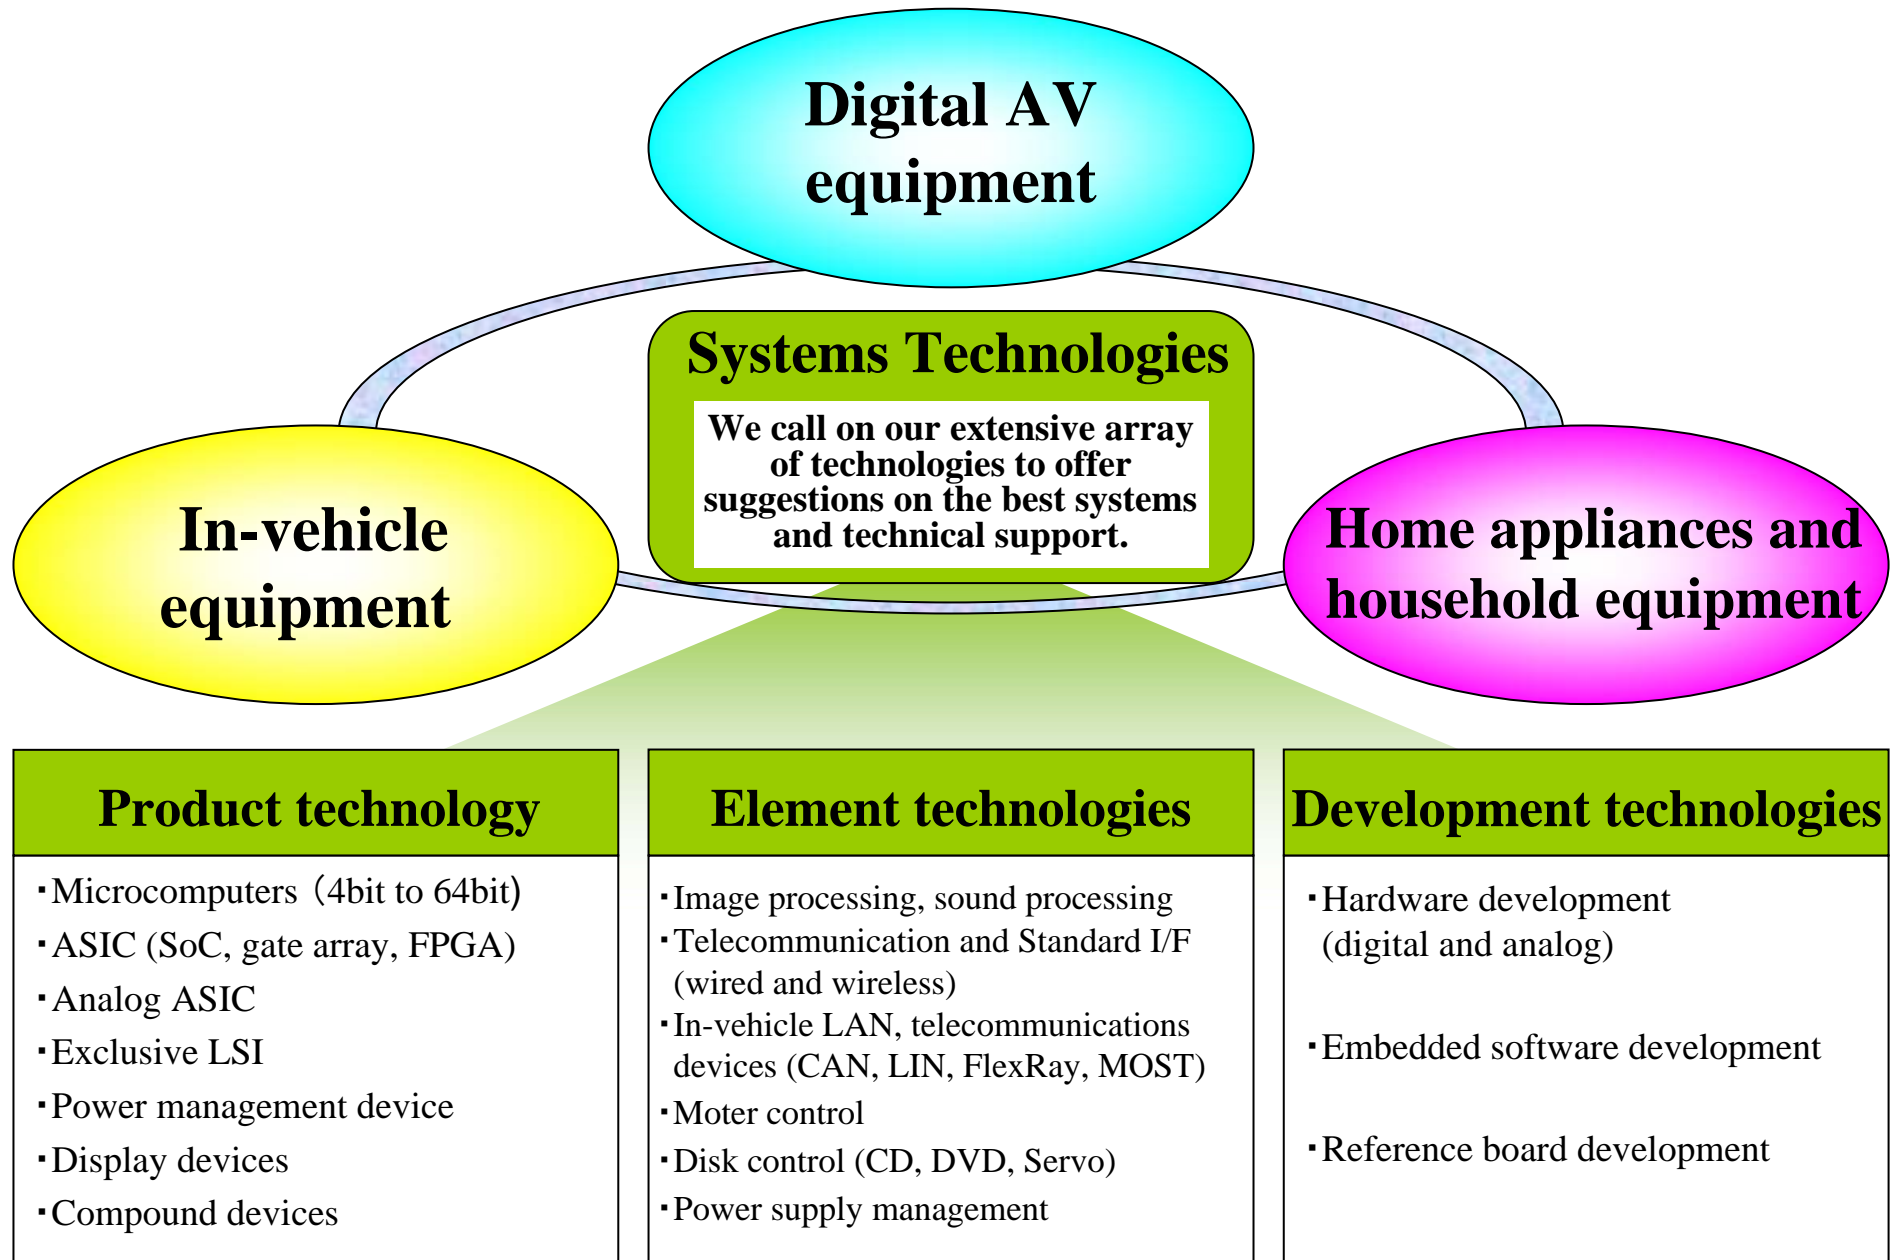 Digital AV
equipment
Systems Technologies
We call on our extensive array
of technologies to offer
suggestions on the best systems
and technical support.
In-vehicle
equipment
Home appliances and
household equipment
Product technology
・Microcomputers（4bit to 64bit)
・ASIC (SoC, gate array, FPGA)
・Analog ASIC
・Exclusive LSI
・Power management device
・Display devices
・Compound devices
Element technologies
・Image processing, sound processing
・Telecommunication and Standard I/F
(wired and wireless)
・In-vehicle LAN, telecommunications
devices (CAN, LIN, FlexRay, MOST)
・Moter control
・Disk control (CD, DVD, Servo)
・Power supply management
Development technologies
・Hardware development
(digital and analog)
・Embedded software development
・Reference board development